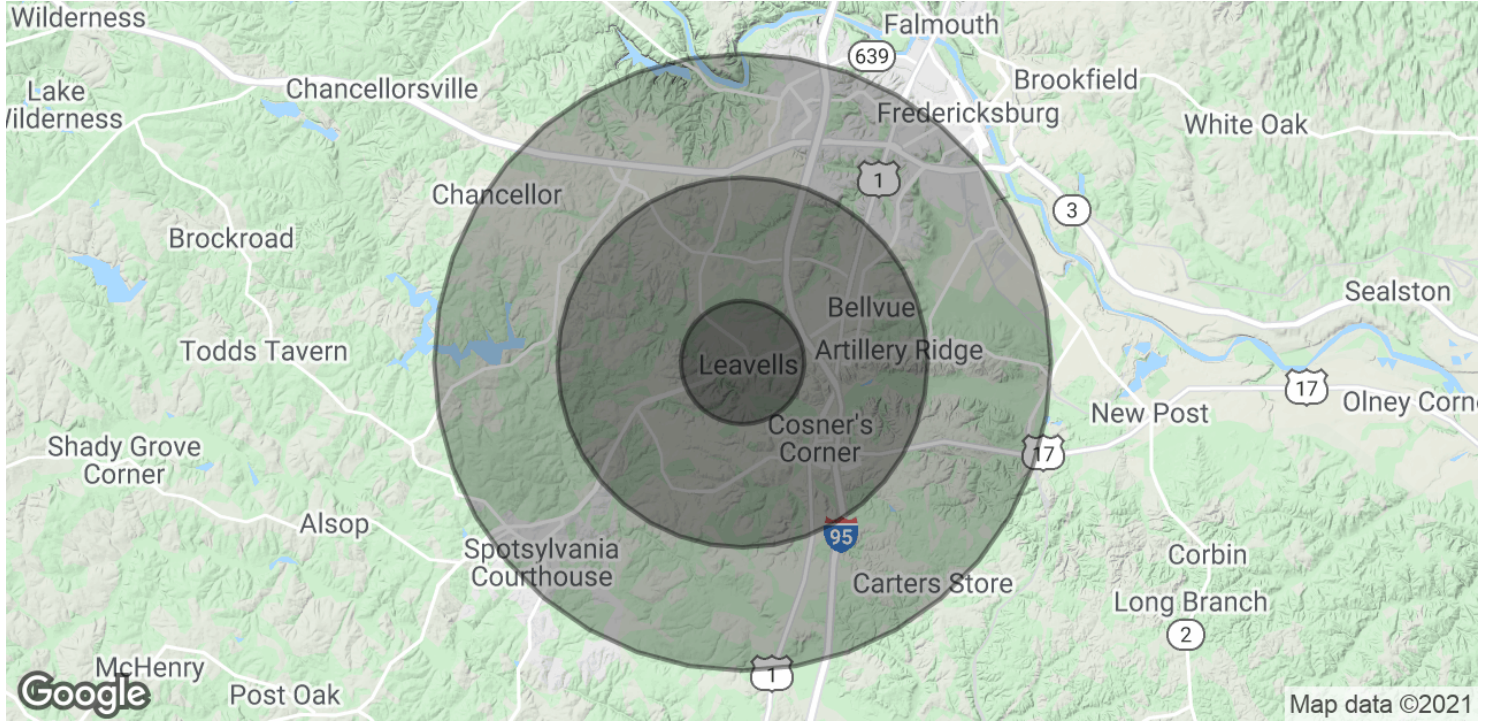 Wilderness
Falmouth
639
Lake
Wilderness
Chancellorsville
Brookfield
Fredericksburg
White Oak
1
Chancellor
3
Brockroad
Sealston
Bellvue
Todds Tavern
Artillery Ridge
Leavells
17
Olney Corn
New Post
Cosner's
Corner
Shady Grove
Corner
17
Alsop
95
Spotsylvania
Courthouse
Corbin
Carters Store
Long Branch
2
McHenry
1
Post Oak
Google
Map data ©2021